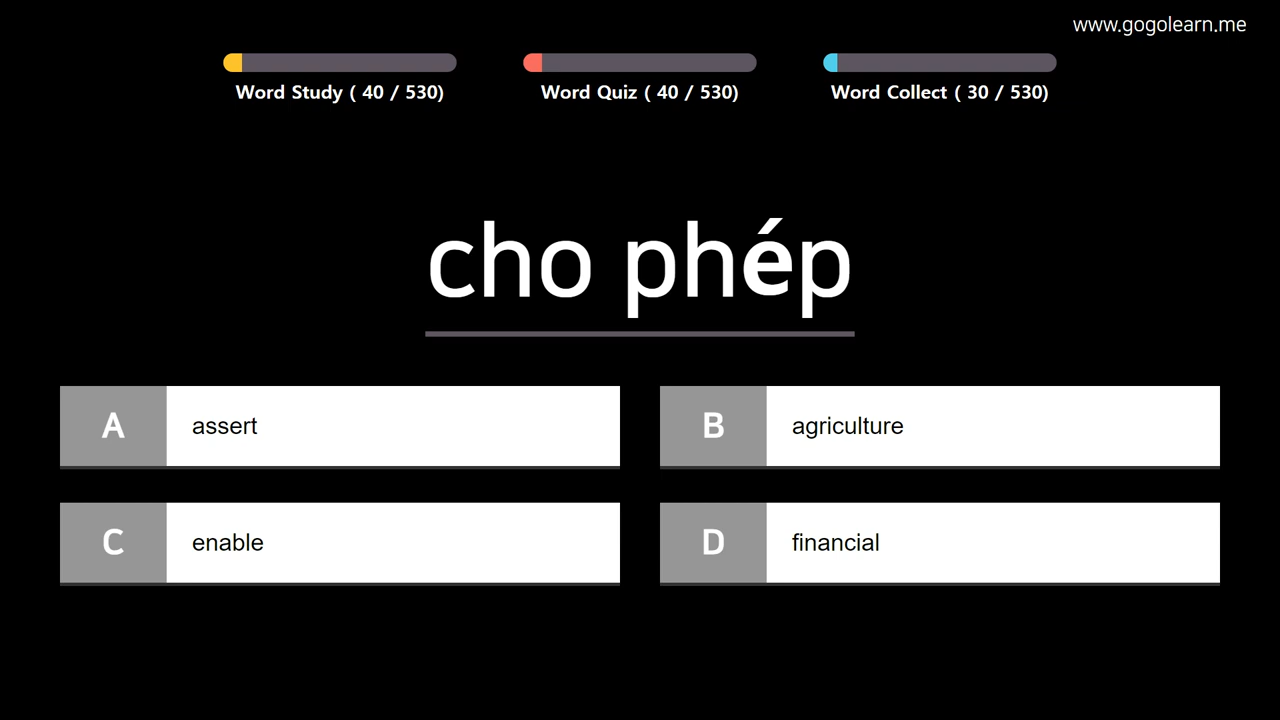 www.gogolearn.me
Word Study ( 40 / 530)
Word Quiz ( 40 / 530)
Word Collect ( 30 / 530)
cho phép
A assert
B agriculture
C enable
D financial